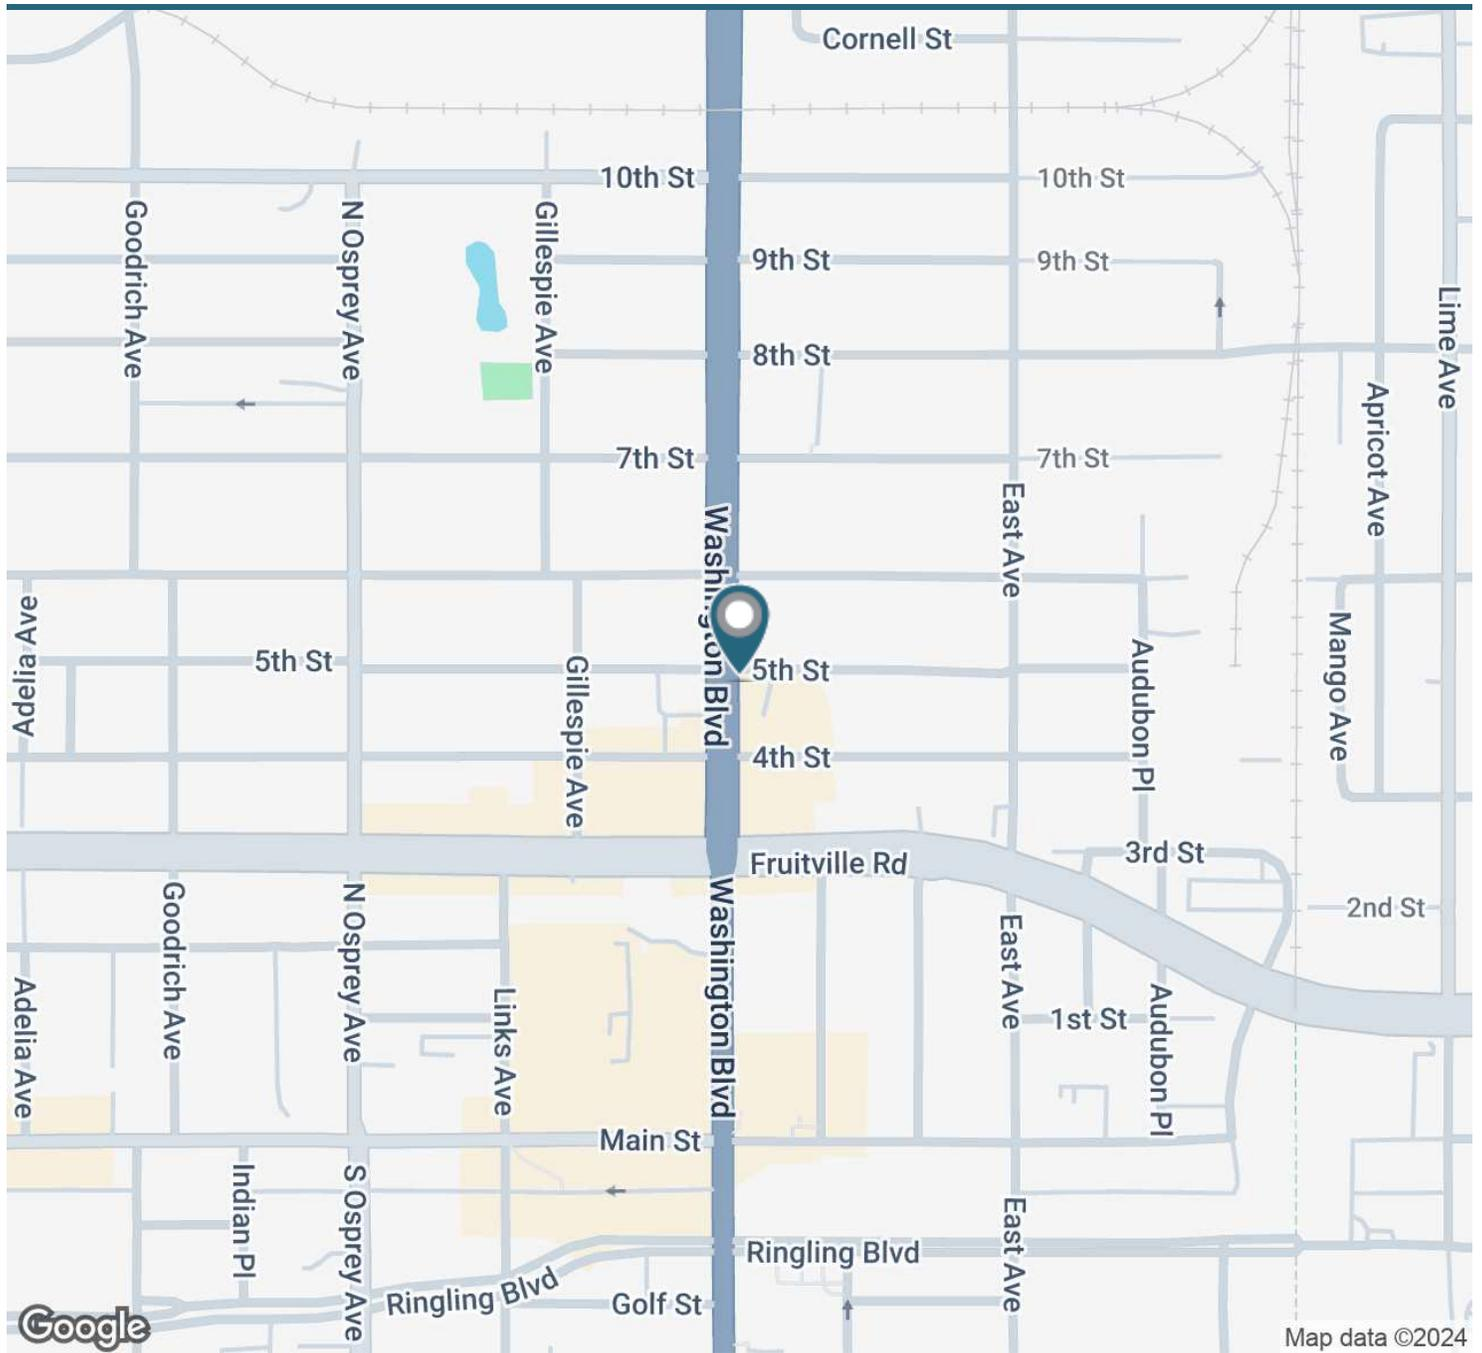 Cornell St
10th St
10th St
Goodrich Ave
N Osprey Ave
Gillespie Ave
9th St
9th St
Lime Ave
8th St
Apricot Ave
7th St
7th St
East Ave
Washington Blvd
Adelia Ave
5th St
5th St
Gillespie Ave
Audubon Pl
Mango Ave
4th St
3rd St
Fruitville Rd
2nd St
Goodrich Ave
N Osprey Ave
Washington Blvd
East Ave
Adelia Ave
Links Ave
1st St
Audubon Pl
Main St
Indian Pl
S Osprey Ave
East Ave
Ringling Blvd
Ringling Blvd
Golf St
Google
Map data ©2024